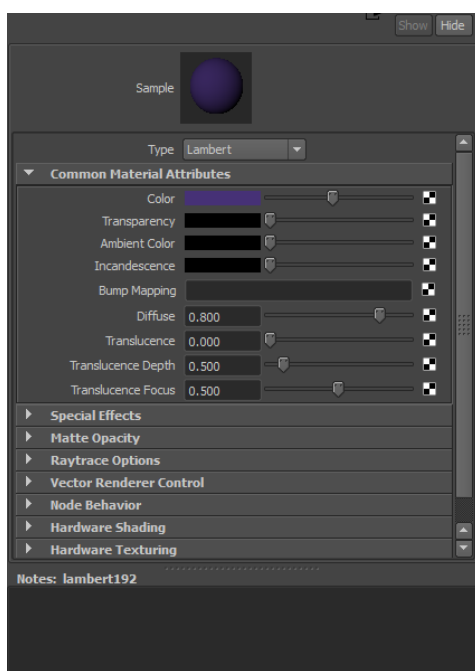 Show Hide
Sample
Type Lambert
Common Material Attributes
Color
Transparency
Ambient Color
Incandescence
Bump Mapping
Diffuse 0.800
Translucence 0.000
Translucence Depth 0.500
Translucence Focus 0.500
Special Effects
Matte Opacity
Raytrace Options
Vector Renderer Control
Node Behavior
Hardware Shading
Hardware Texturing
Notes: lambert192